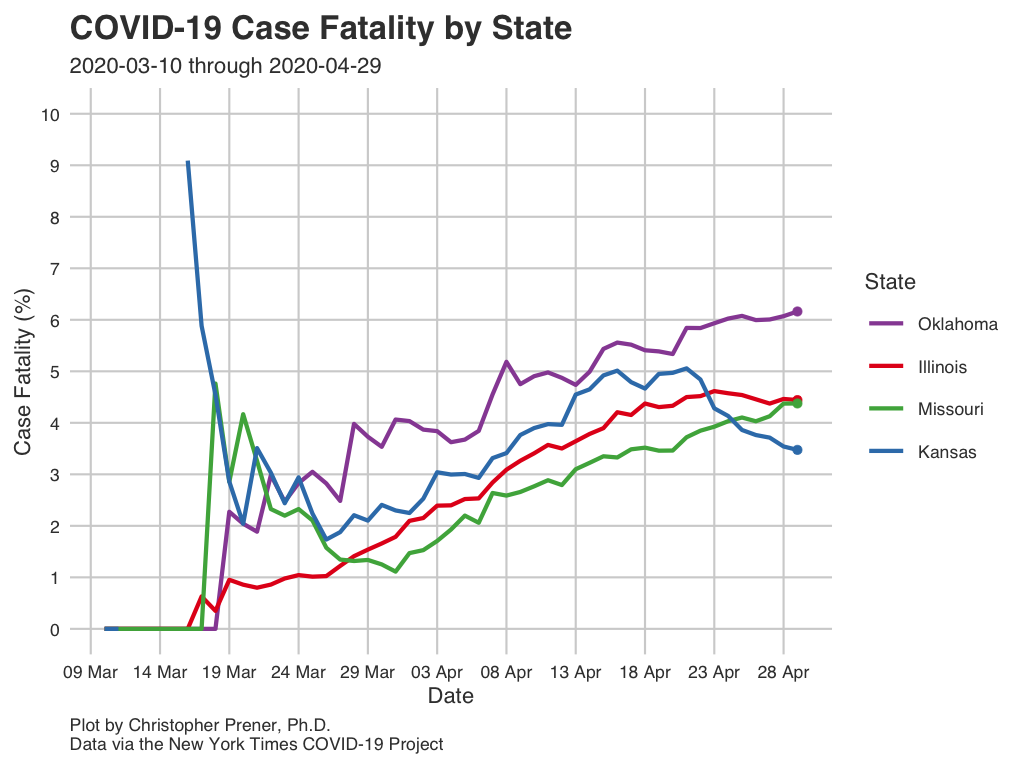 COVID-19 Case Fatality by State
2020-03-10 through 2020-04-29
Case Fatality (%)
10
9
8
7
6
5
4
3
2
1
0
09 Mar 14 Mar 19 Mar 24 Mar 29 Mar 03 Apr 08 Apr 13 Apr 18 Apr 23 Apr 28 Apr
Date
State
Oklahoma
Illinois
Missouri
Kansas
Plot by Christopher Prener, Ph.D.
Data via the New York Times COVID-19 Project